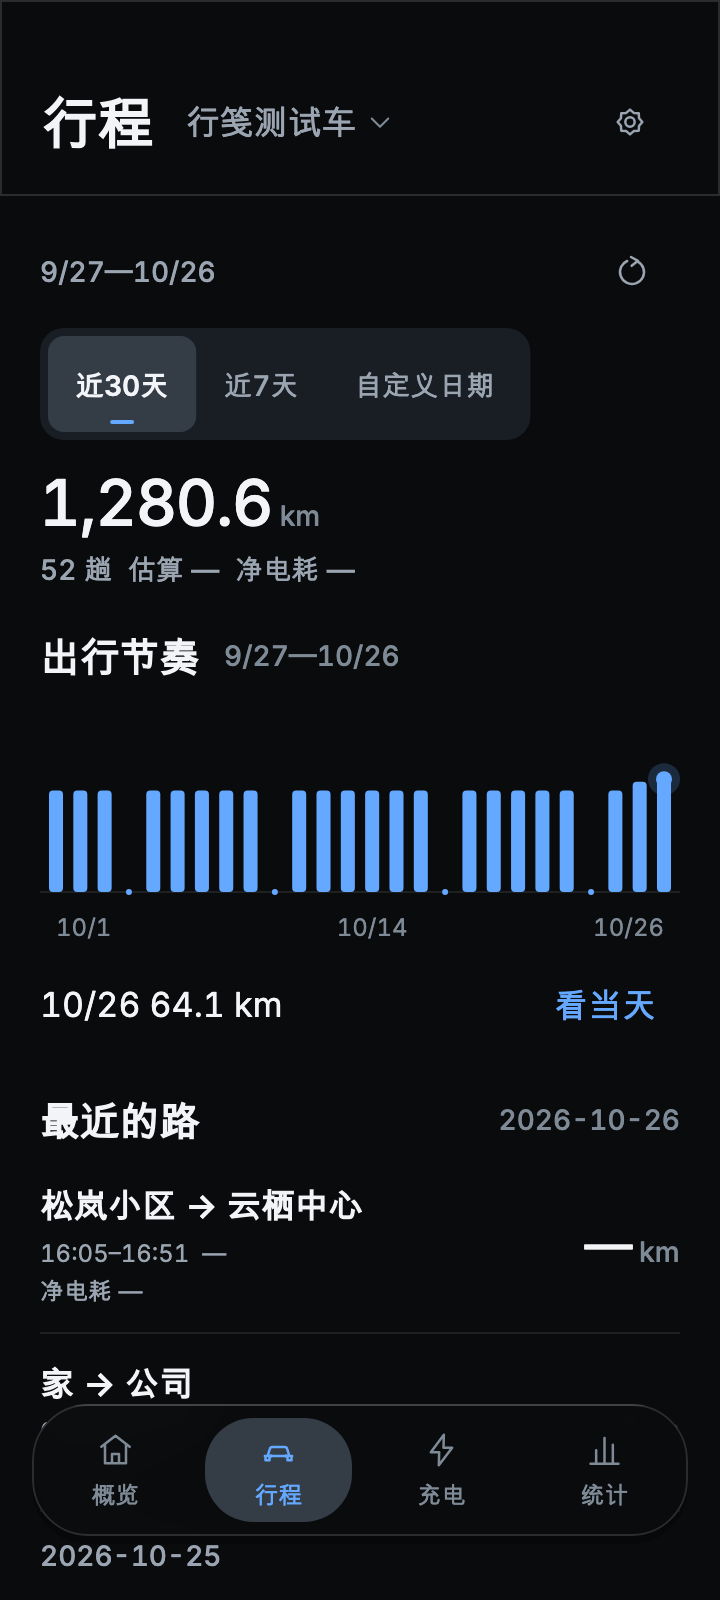 行程 行笺测试车
9/27—10/26
近30天 近7天 自定义日期
1,280.6 km
52 趟 估算 — 净电耗 —
出行节奏 9/27—10/26
10/1 10/14 10/26
10/26 64.1 km 看当天
最近的路 2026-10-26
松岚小区 → 云栖中心
16:05–16:51 — — km
净电耗 —
家 → 公司
概览 行程 充电 统计
2026-10-25